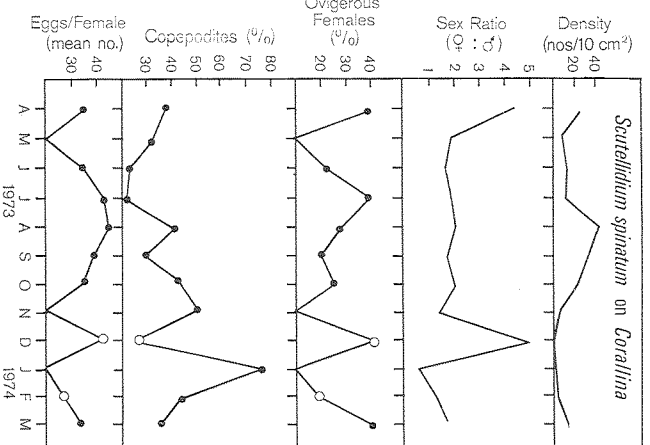 Scutellidium spinatum on Corallina
Density
(nos/10 cm²)
20 40
Sex Ratio
(♀ : ♂)
1 2 3 4 5
Ovigerous
Females
(%)
20 30 40
Copepodites (%)
30 40 50 60 70 80
Eggs/Female
(mean no.)
30 40
A M J J A S O N D J F M
1973 1974